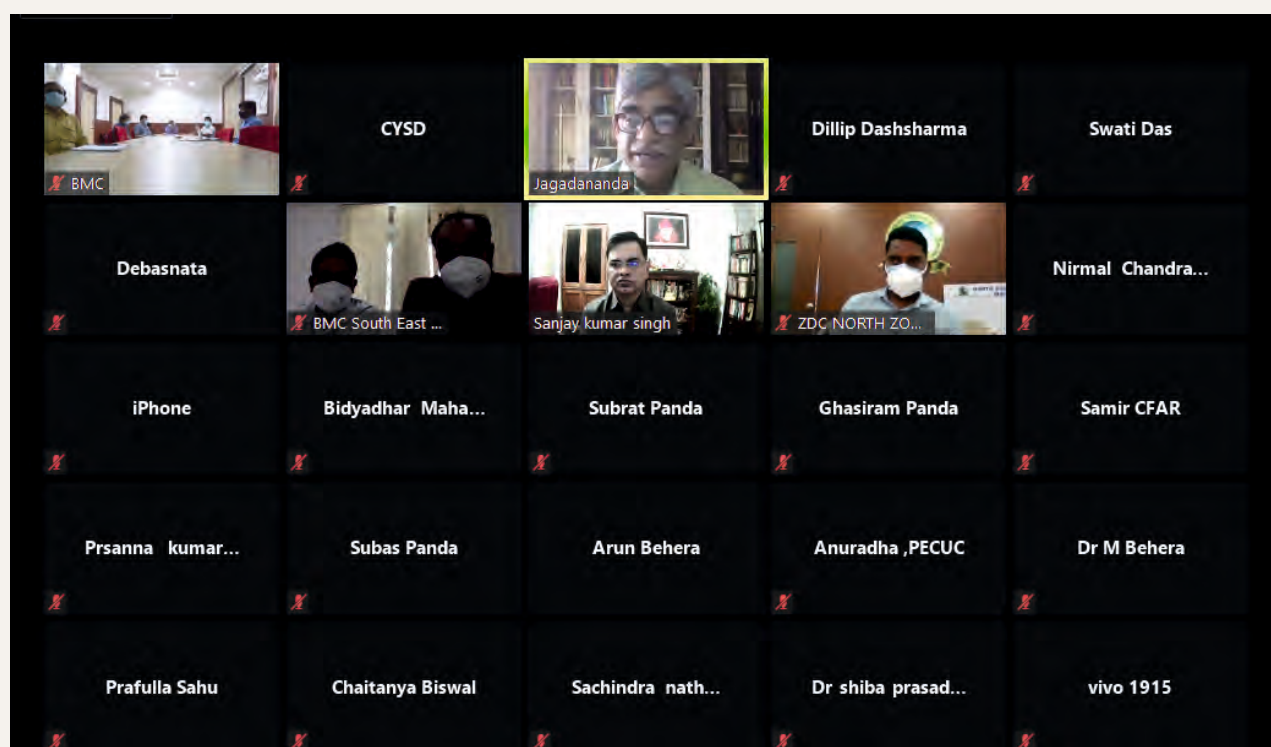 BMC
CYSD
Jagadananda
Dillip Dashsharma
Swati Das
Debasnata
BMC South East ...
Sanjay kumar singh
ZDC NORTH ZO...
Nirmal Chandra...
iPhone
Bidyadhar Maha...
Subrat Panda
Ghasiram Panda
Samir CFAR
Prsanna kumar...
Subas Panda
Arun Behera
Anuradha ,PECUC
Dr M Behera
Prafulla Sahu
Chaitanya Biswal
Sachindra nath...
Dr shiba prasad...
vivo 1915